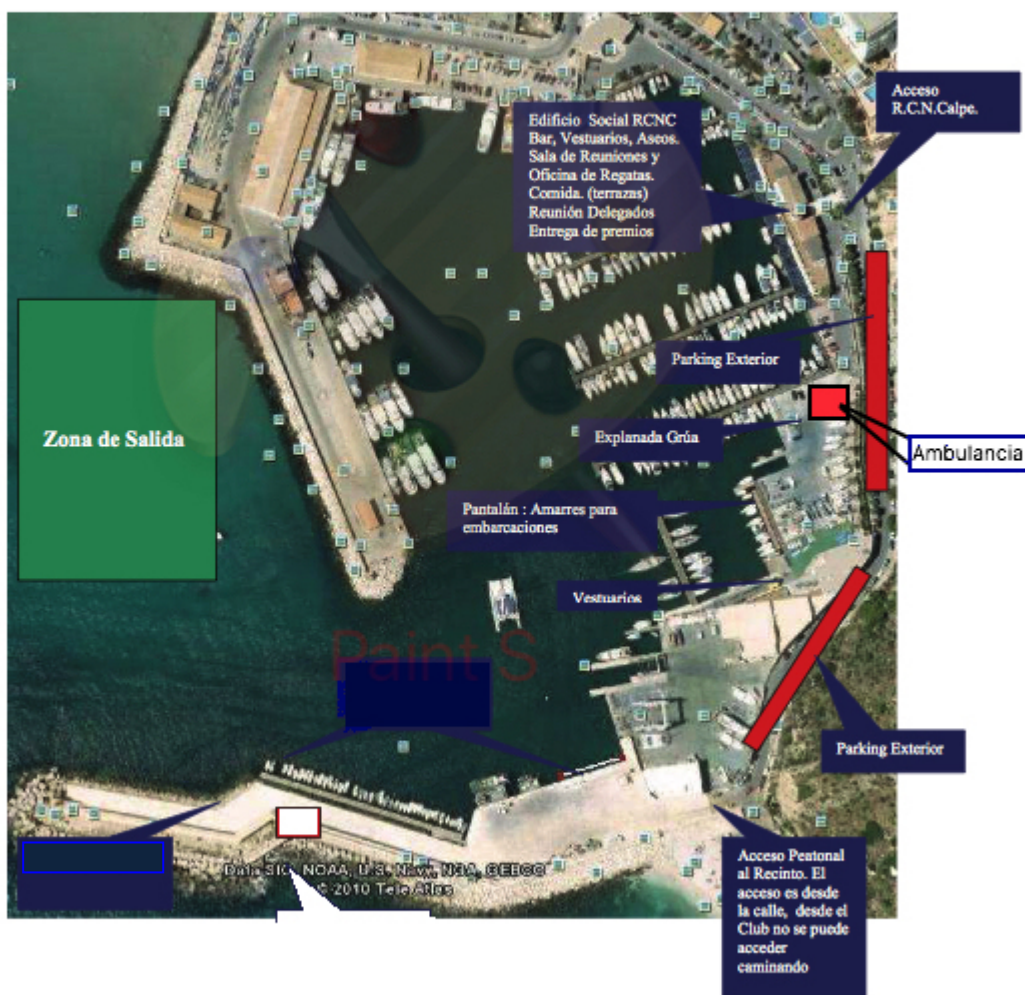 Acceso
R.C.N.Calpe.
Edificio Social RCNC
Bar, Vestuarios, Aseos.
Sala de Reuniones y
Oficina de Regatas.
Comida. (terrazas)
Reunión Delegados
Entrega de premios
Parking Exterior
Zona de Salida
Explanada Grúa
Ambulancia
Pantalán : Amarres para
embarcaciones
Vestuarios
Paint S
Parking Exterior
Acceso Peatonal
al Recinto. El
acceso es desde
la calle, desde el
Club no se puede
acceder
caminando
Data SIO, NOAA, U.S. Navy, NGA, GEBCO
© 2010 Tele Atlas